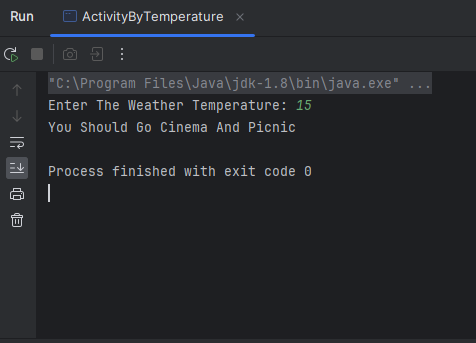 Run ActivityByTemperature
"C:\Program Files\Java\jdk-1.8\bin\java.exe" ...
Enter The Weather Temperature: 15
You Should Go Cinema And Picnic
Process finished with exit code 0